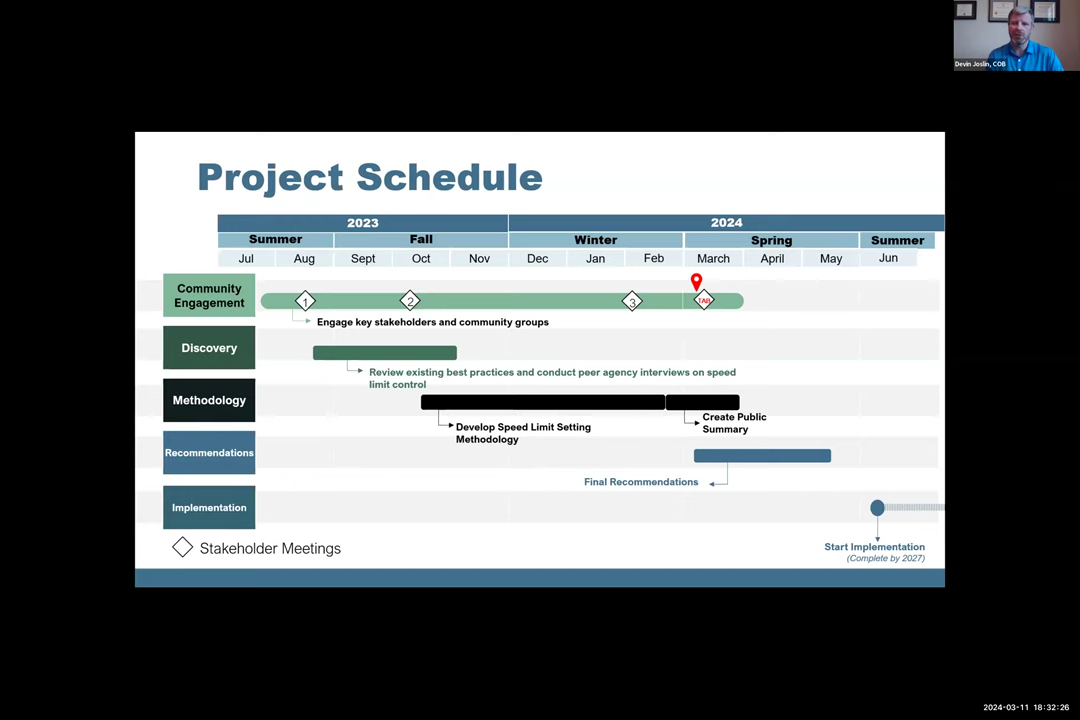 Devin Joslin, COB
Project Schedule
2023 2024
Summer Fall Winter Spring Summer
Jul Aug Sept Oct Nov Dec Jan Feb March April May Jun
Community
Engagement
1 2 3 TAB
Engage key stakeholders and community groups
Discovery
Review existing best practices and conduct peer agency interviews on speed
limit control
Methodology
Develop Speed Limit Setting
Methodology
Create Public
Summary
Recommendations
Final Recommendations
Implementation
Start Implementation
(Complete by 2027)
Stakeholder Meetings
2024-03-11 18:32:26